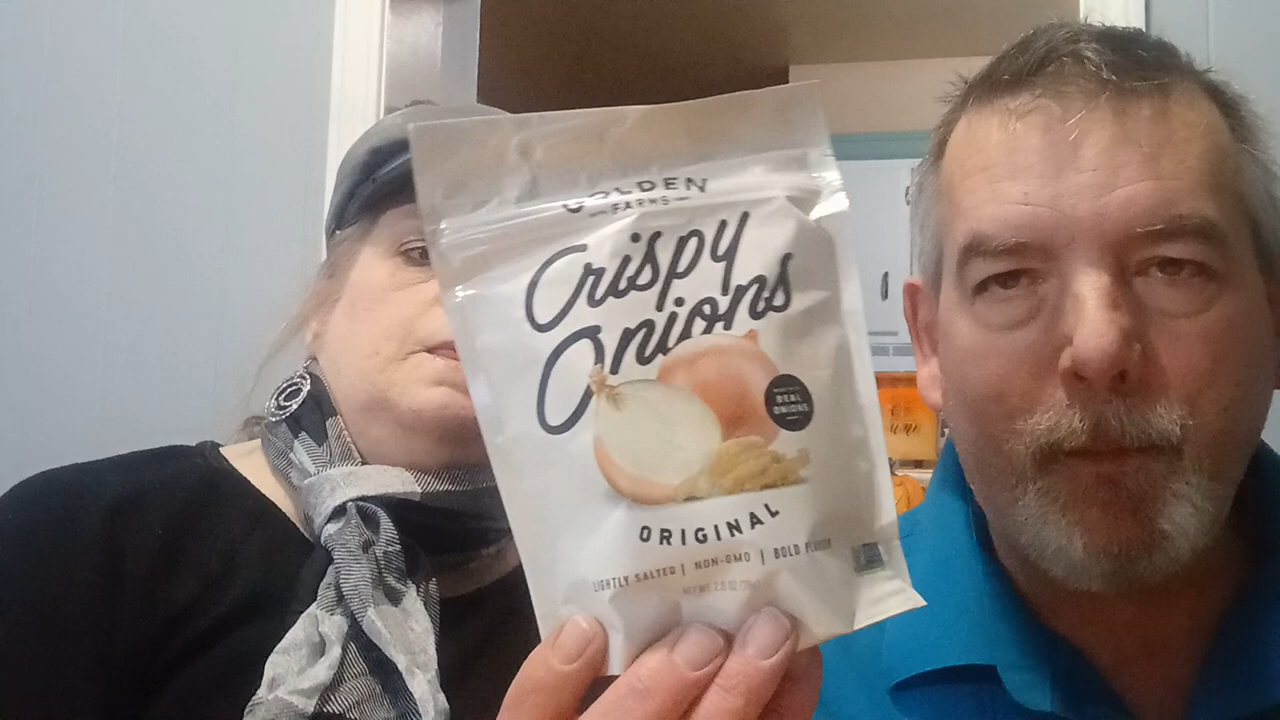 GOLDEN
FARMS
Crispy
Onions
REAL
ONIONS
ORIGINAL
LIGHTLY SALTED | NON-GMO | BOLD FLAVOR